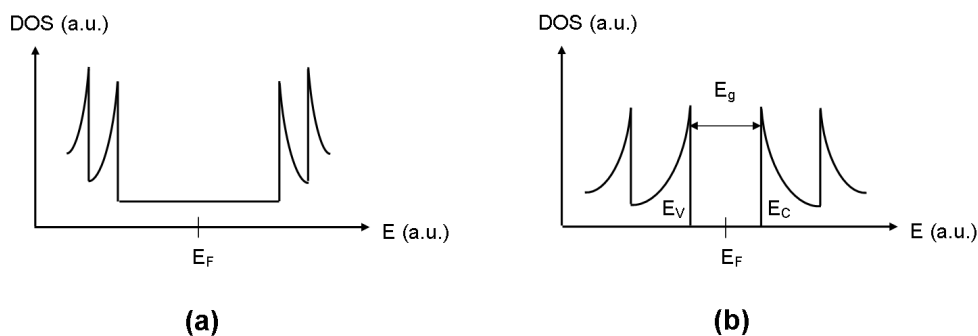 DOS (a.u.)
E (a.u.)
E_F
(a)
DOS (a.u.)
E_g
E_V
E_C
E (a.u.)
E_F
(b)